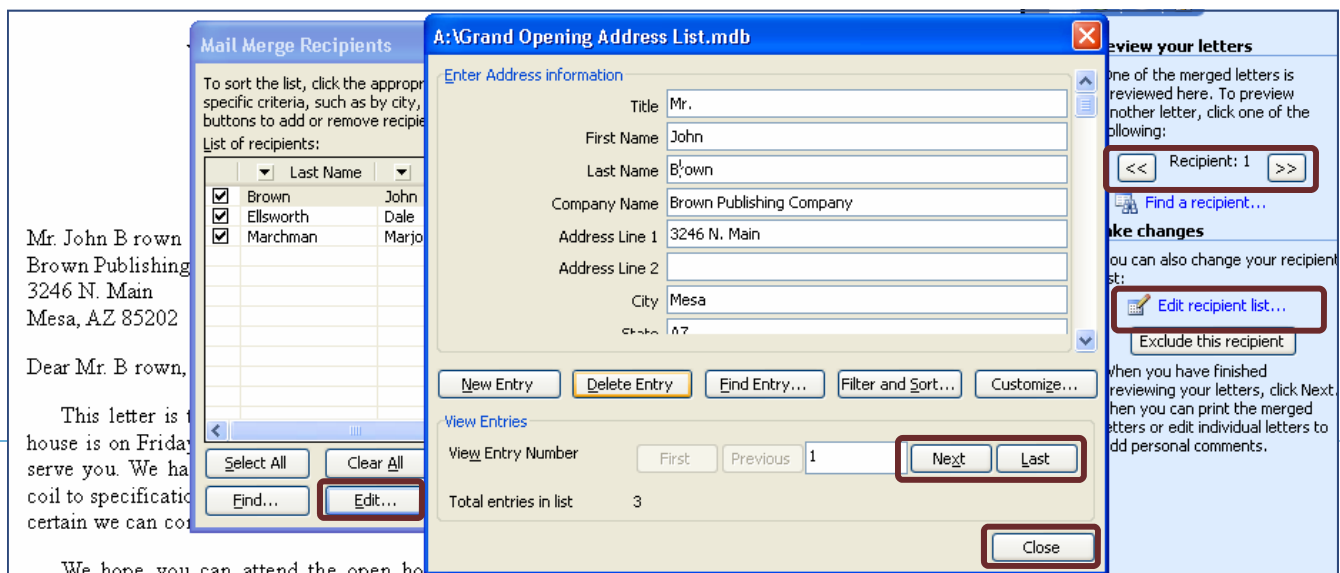 Mr. John B rown
Brown Publishing
3246 N. Main
Mesa, AZ 85202
Dear Mr. B rown,
This letter is
house is on Friday
serve you. We ha
coil to specificatio
certain we can
We hope you can attend the open ho
Mail Merge Recipients
To sort the list, click the appropr
specific criteria, such as by city,
buttons to add or remove recipie
List of recipients:
Last Name
Brown John
Ellsworth Dale
Marchman Marjo
Select All Clear All
Find... Edit...
A:\Grand Opening Address List.mdb
Enter Address information
Title Mr.
First Name John
Last Name Brown
Company Name Brown Publishing Company
Address Line 1 3246 N. Main
Address Line 2
City Mesa
State AZ
New Entry Delete Entry Find Entry... Filter and Sort... Customize...
View Entries
View Entry Number First Previous 1 Next Last
Total entries in list 3
Close
eview your letters
One of the merged letters is
reviewed here. To preview
nother letter, click one of the
ollowing:
<< Recipient: 1 >>
Find a recipient...
ake changes
ou can also change your recipient
st:
Edit recipient list...
Exclude this recipient
hen you have finished
reviewing your letters, click Next.
hen you can print the merged
etters or edit individual letters to
dd personal comments.